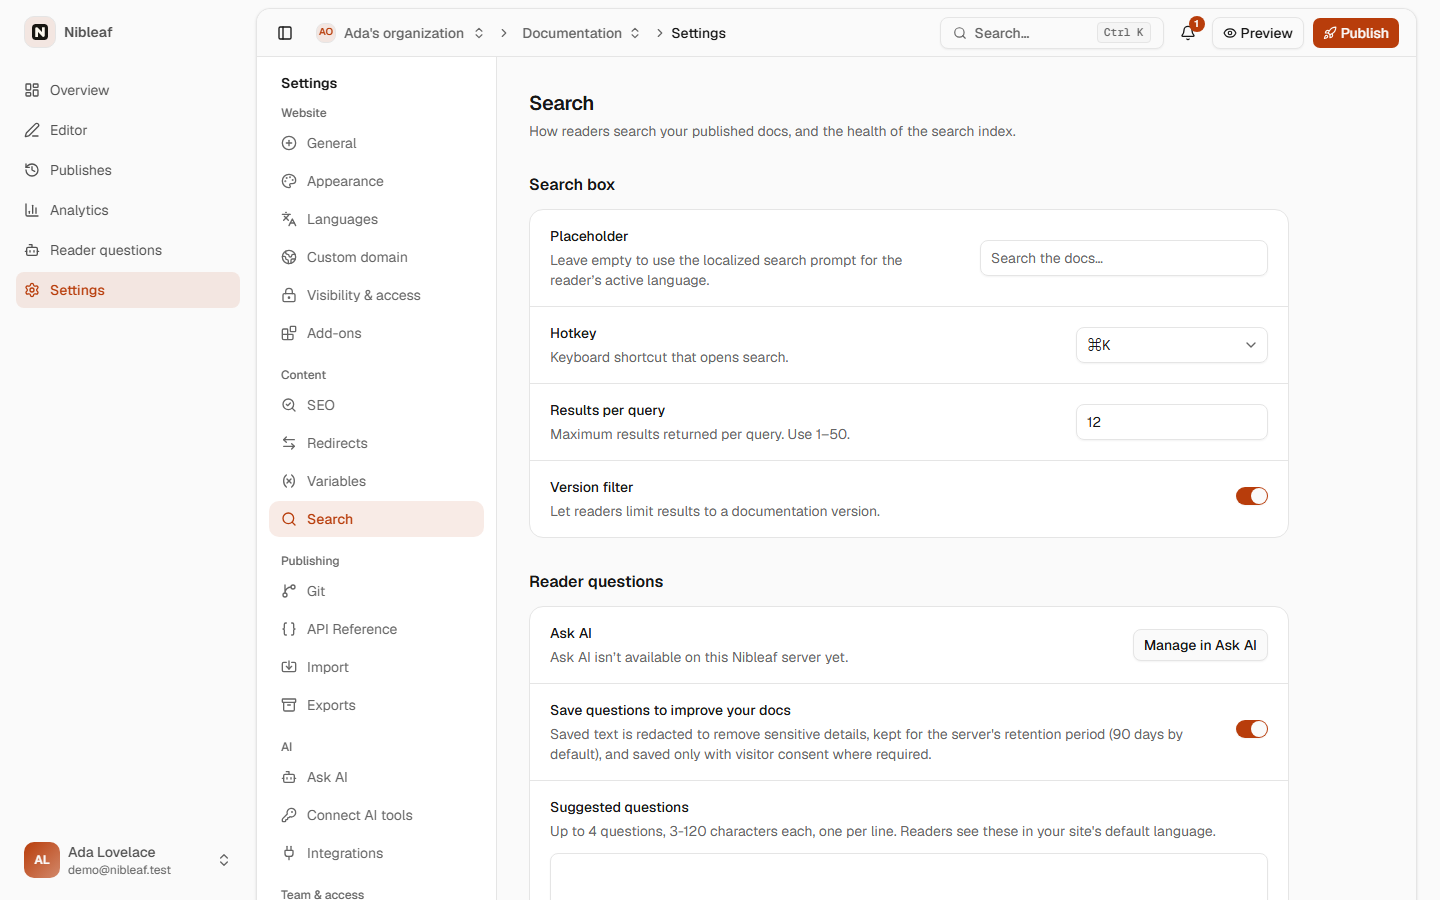 Nibleaf
Overview
Editor
Publishes
Analytics
Reader questions
Settings
AL
Ada Lovelace
demo@nibleaf.test
AO
Ada's organization
Documentation
Settings
Search...
Ctrl K
1
Preview
Publish
Settings
Website
General
Appearance
Languages
Custom domain
Visibility & access
Add-ons
Content
SEO
Redirects
Variables
Search
Publishing
Git
API Reference
Import
Exports
AI
Ask AI
Connect AI tools
Integrations
Team & access
Search
How readers search your published docs, and the health of the search index.
Search box
Placeholder
Leave empty to use the localized search prompt for the
reader's active language.
Search the docs...
Hotkey
Keyboard shortcut that opens search.
⌘K
Results per query
Maximum results returned per query. Use 1–50.
12
Version filter
Let readers limit results to a documentation version.
Reader questions
Ask AI
Ask AI isn't available on this Nibleaf server yet.
Manage in Ask AI
Save questions to improve your docs
Saved text is redacted to remove sensitive details, kept for the server's retention period (90 days by
default), and saved only with visitor consent where required.
Suggested questions
Up to 4 questions, 3-120 characters each, one per line. Readers see these in your site's default language.